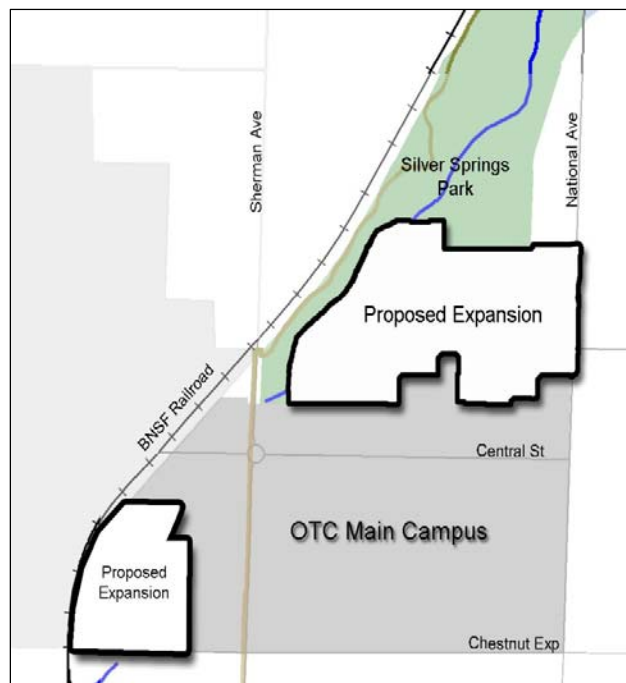 Sherman Ave
National Ave
Silver Springs
Park
Proposed Expansion
BNSF Railroad
Central St
OTC Main Campus
Proposed
Expansion
Chestnut Exp